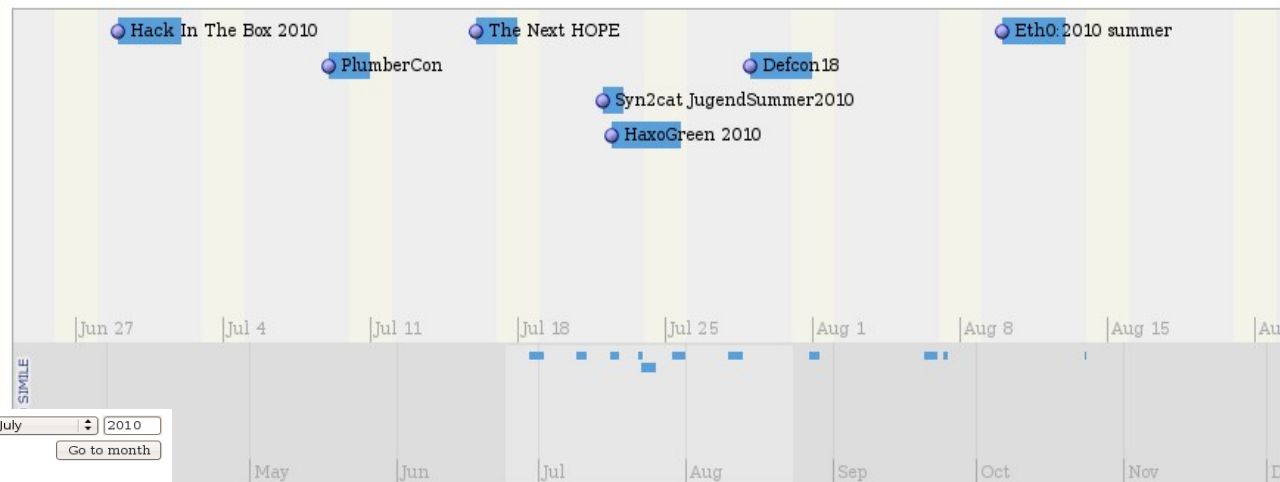 Hack In The Box 2010
The Next HOPE
Eth0:2010 summer
PlumberCon
Defcon18
Syn2cat JugendSummer2010
HaxoGreen 2010
Jun 27
Jul 4
Jul 11
Jul 18
Jul 25
Aug 1
Aug 8
Aug 15
Au
SIMILE
July
2010
Go to month
May
Jun
Jul
Aug
Sep
Oct
Nov
D